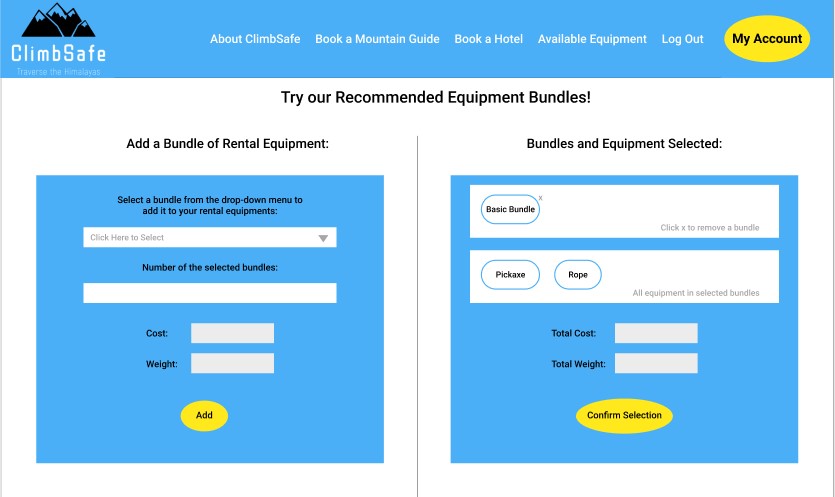 ClimbSafe
Traverse the Himalayas
About ClimbSafe
Book a Mountain Guide
Book a Hotel
Available Equipment
Log Out
My Account
Try our Recommended Equipment Bundles!
Add a Bundle of Rental Equipment:
Select a bundle from the drop-down menu to
add it to your rental equipments:
Click Here to Select
Number of the selected bundles:
Cost:
Weight:
Add
Bundles and Equipment Selected:
Basic Bundle
x
Click x to remove a bundle
Pickaxe
Rope
All equipment in selected bundles
Total Cost:
Total Weight:
Confirm Selection